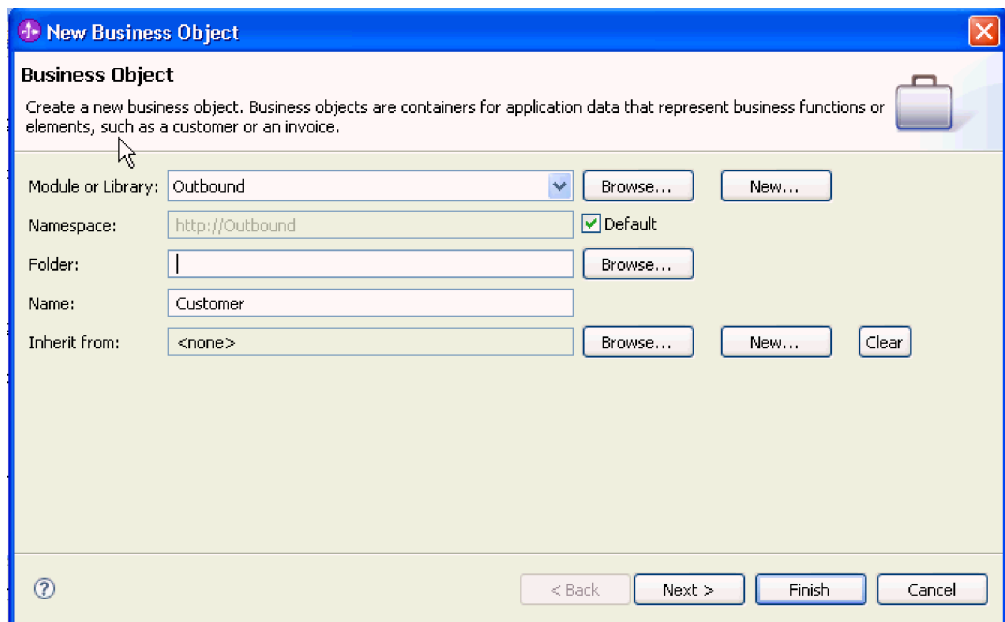 New Business Object
Business Object
Create a new business object. Business objects are containers for application data that represent business functions or
elements, such as a customer or an invoice.
Module or Library: Outbound Browse... New...
Namespace: http://Outbound Default
Folder: Browse...
Name: Customer
Inherit from: <none> Browse... New... Clear
? < Back Next > Finish Cancel